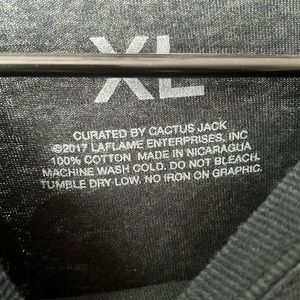 XL
CURATED BY CACTUS JACK
©2017 LAFLAME ENTERPRISES, INC
100% COTTON MADE IN NICARAGUA
MACHINE WASH COLD. DO NOT BLEACH.
TUMBLE DRY LOW. NO IRON ON GRAPHIC.